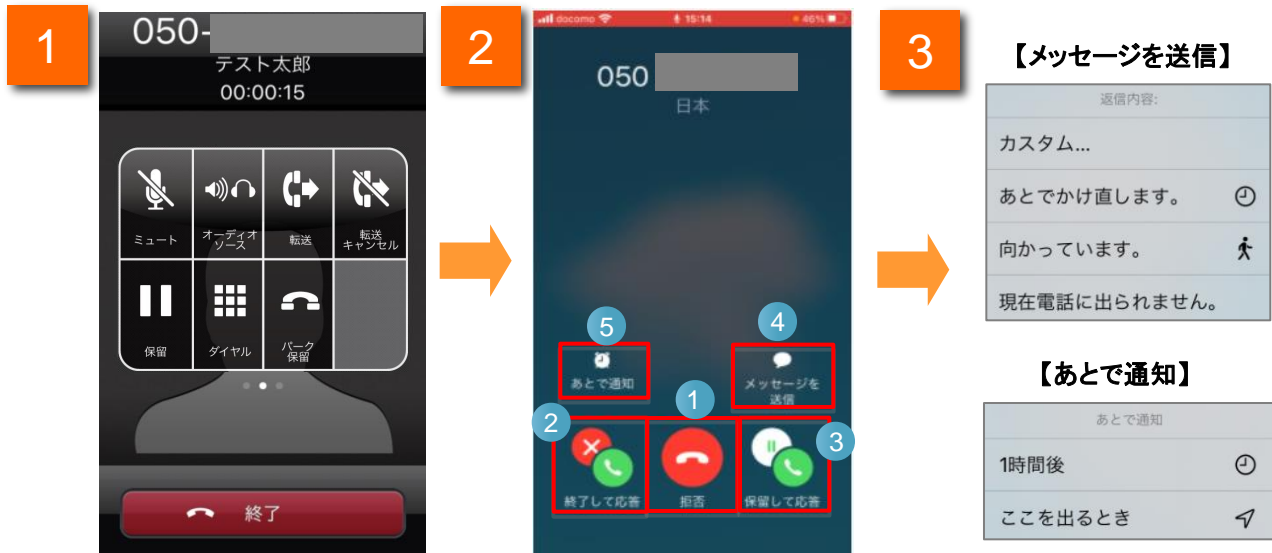 1
050-
テスト太郎
00:00:15
ミュート
オーディオ
ソース
転送
転送
キャンセル
保留
ダイヤル
パーク
保留
終了
2
docomo
15:14
46%
050
日本
5
あとで通知
4
メッセージを
送信
1
2
終了して応答
拒否
3
保留して応答
3
【メッセージを送信】
返信内容:
カスタム...
あとでかけ直します。
向かっています。
現在電話に出られません。
【あとで通知】
あとで通知
1時間後
ここを出るとき